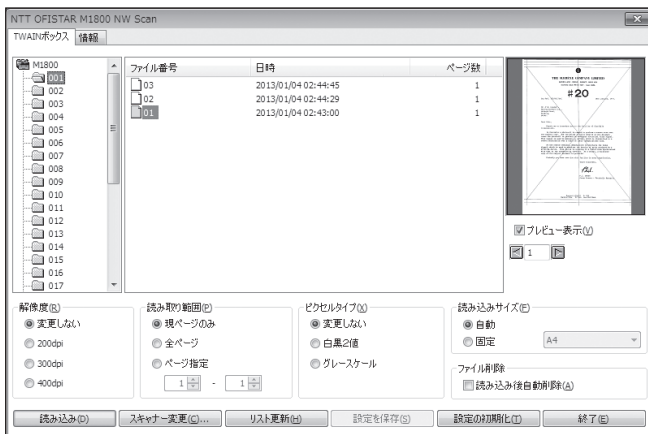 NTT OFISTAR M1800 NW Scan
TWAINボックス 情報
M1800
001
002
003
004
005
006
007
008
009
010
011
012
013
014
015
016
017
ファイル番号 日時 ページ数
03 2013/01/04 02:44:45 1
02 2013/01/04 02:44:29 1
01 2013/01/04 02:43:00 1
THE SLEREXE COMPANY LIMITED
#20
プレビュー表示(V)
1
解像度(R)
変更しない
200dpi
300dpi
400dpi
読み取り範囲(P)
現ページのみ
全ページ
ページ指定
1 - 1
ピクセルタイプ(X)
変更しない
白黒2値
グレースケール
読み込みサイズ(F)
自動
固定 A4
ファイル削除
読み込み後自動削除(A)
読み込み(D) スキャナー変更(C)... リスト更新(H) 設定を保存(S) 設定の初期化(T) 終了(E)